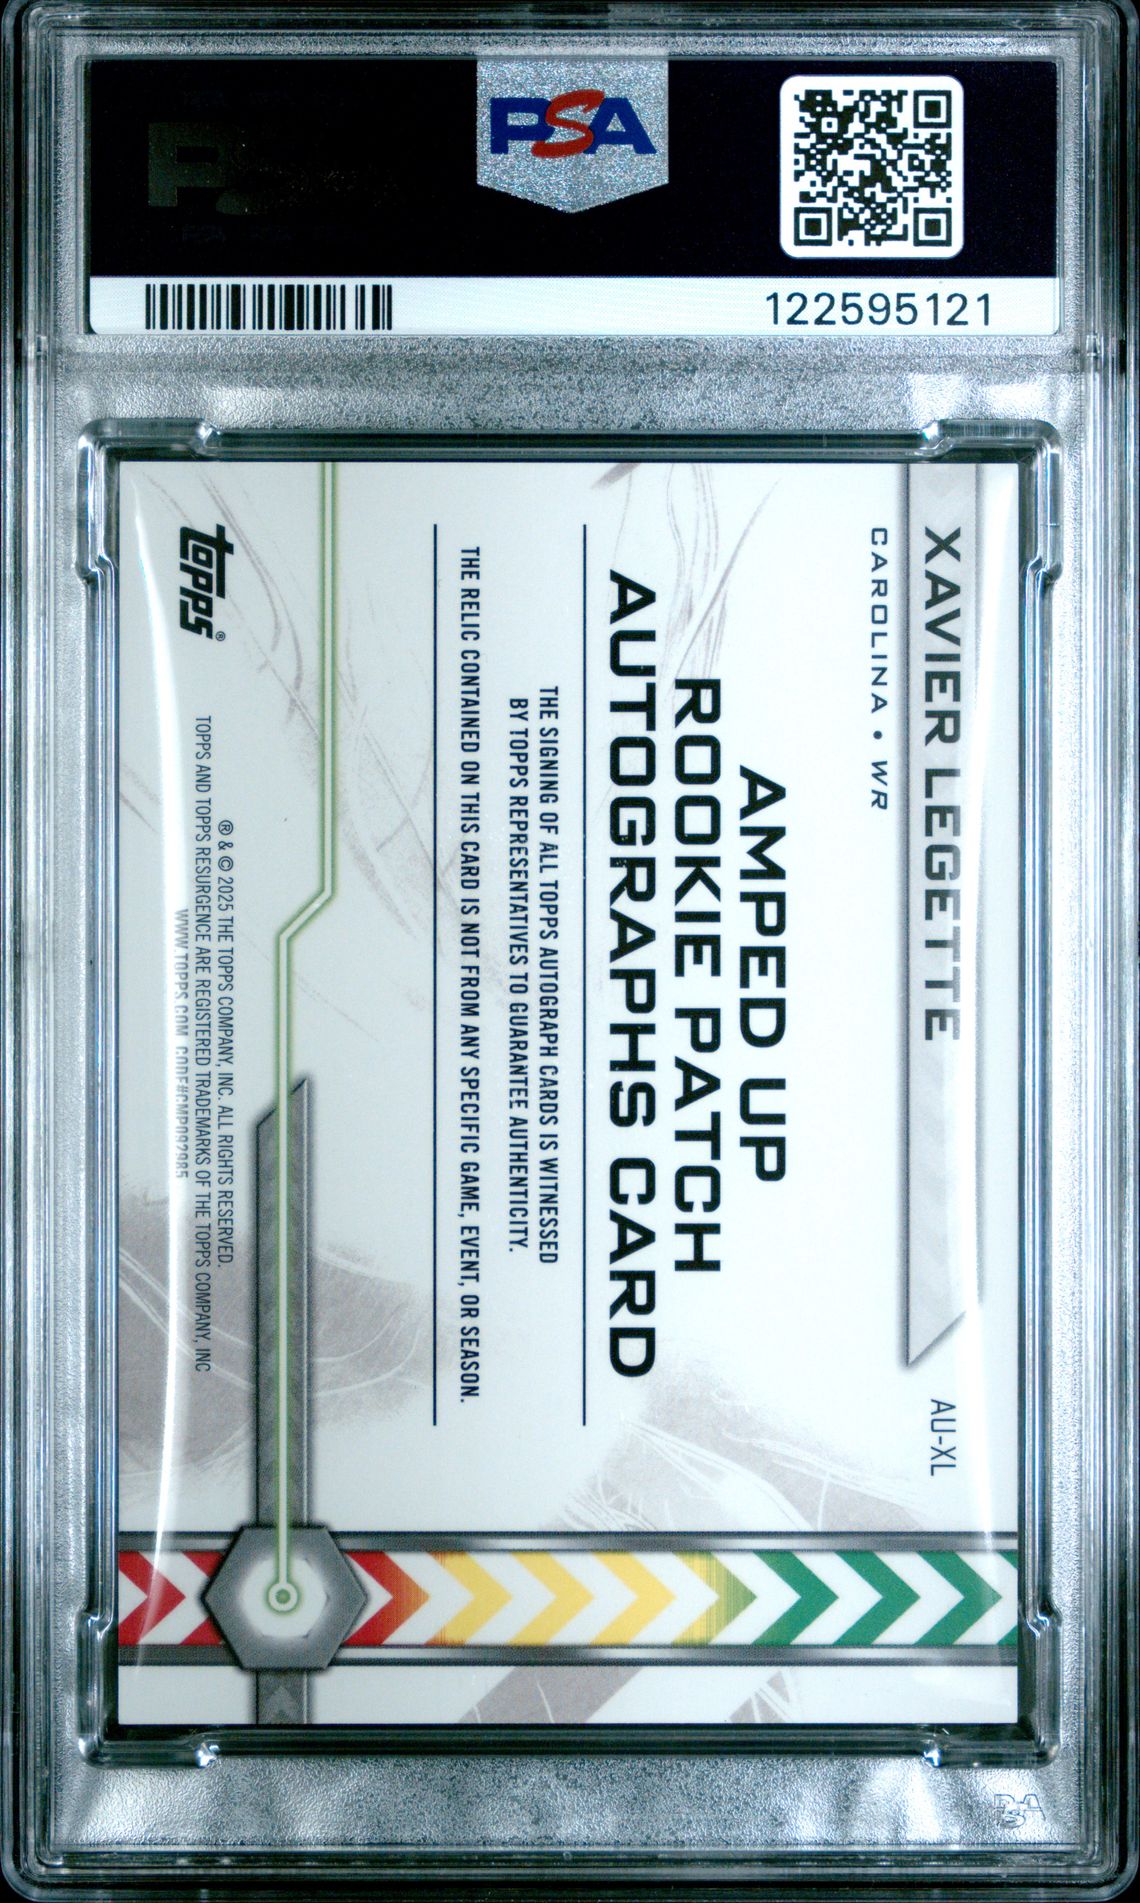 PSA
122595121
XAVIER LEGETTE
AU-XL
CAROLINA • WR
AMPED UP
ROOKIE PATCH
AUTOGRAPHS CARD
THE SIGNING OF ALL TOPPS AUTOGRAPH CARDS IS WITNESSED
BY TOPPS REPRESENTATIVES TO GUARANTEE AUTHENTICITY.
THE RELIC CONTAINED ON THIS CARD IS NOT FROM ANY SPECIFIC GAME, EVENT, OR SEASON.
topps®
® & © 2025 THE TOPPS COMPANY, INC. ALL RIGHTS RESERVED.
TOPPS AND TOPPS RESURGENCE ARE REGISTERED TRADEMARKS OF THE TOPPS COMPANY, INC
WWW.TOPPS.COM CODE#CMP092985
PSA